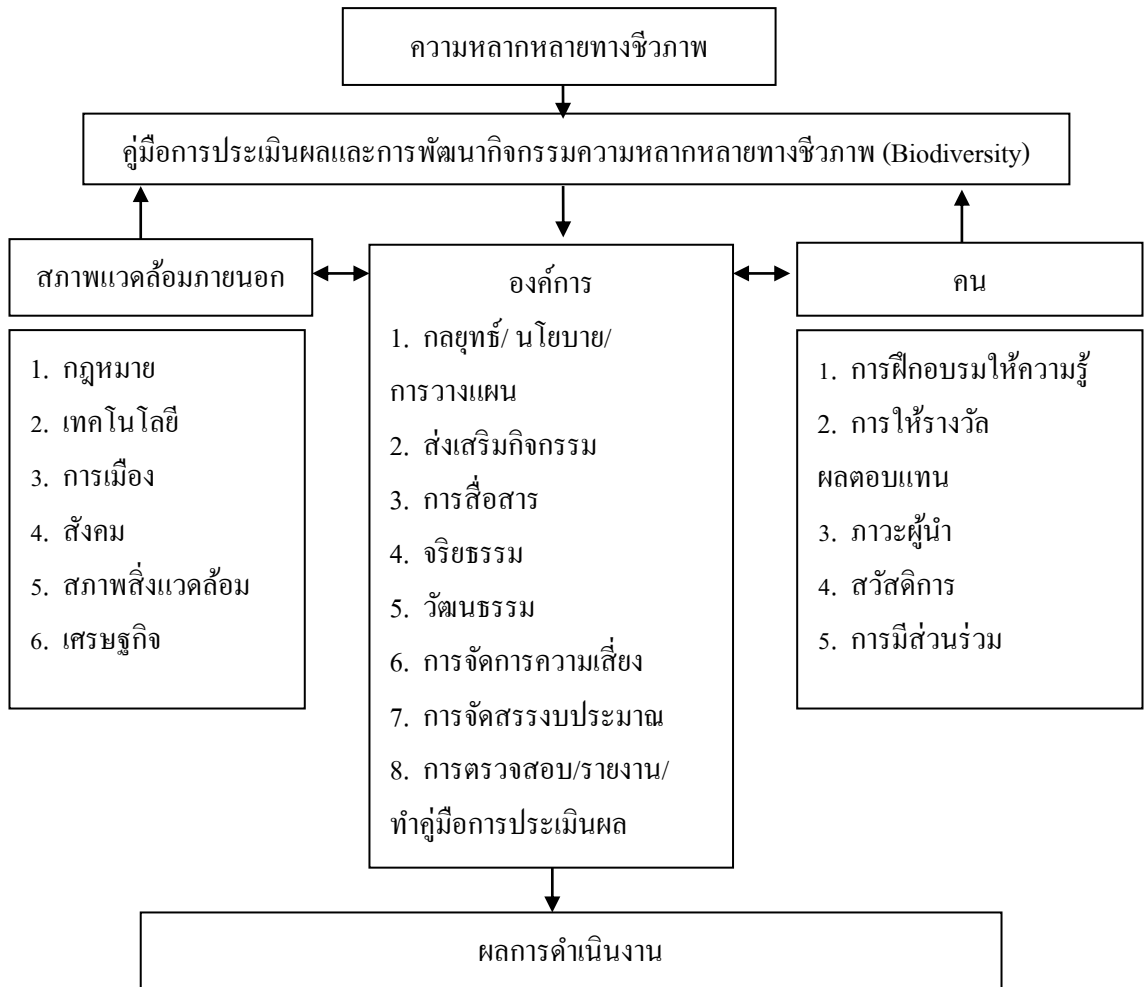 ความหลากหลายทางชีวภาพ
คู่มือการประเมินผลและการพัฒนากิจกรรมความหลากหลายทางชีวภาพ (Biodiversity)
สภาพแวดล้อมภายนอก
1. กฎหมาย
2. เทคโนโลยี
3. การเมือง
4. สังคม
5. สภาพสิ่งแวดล้อม
6. เศรษฐกิจ
องค์การ
1. กลยุทธ์/ นโยบาย/
การวางแผน
2. ส่งเสริมกิจกรรม
3. การสื่อสาร
4. จริยธรรม
5. วัฒนธรรม
6. การจัดการความเสี่ยง
7. การจัดสรรงบประมาณ
8. การตรวจสอบ/รายงาน/
ทำคู่มือการประเมินผล
คน
1. การฝึกอบรมให้ความรู้
2. การให้รางวัล
ผลตอบแทน
3. ภาวะผู้นำ
4. สวัสดิการ
5. การมีส่วนร่วม
ผลการดำเนินงาน